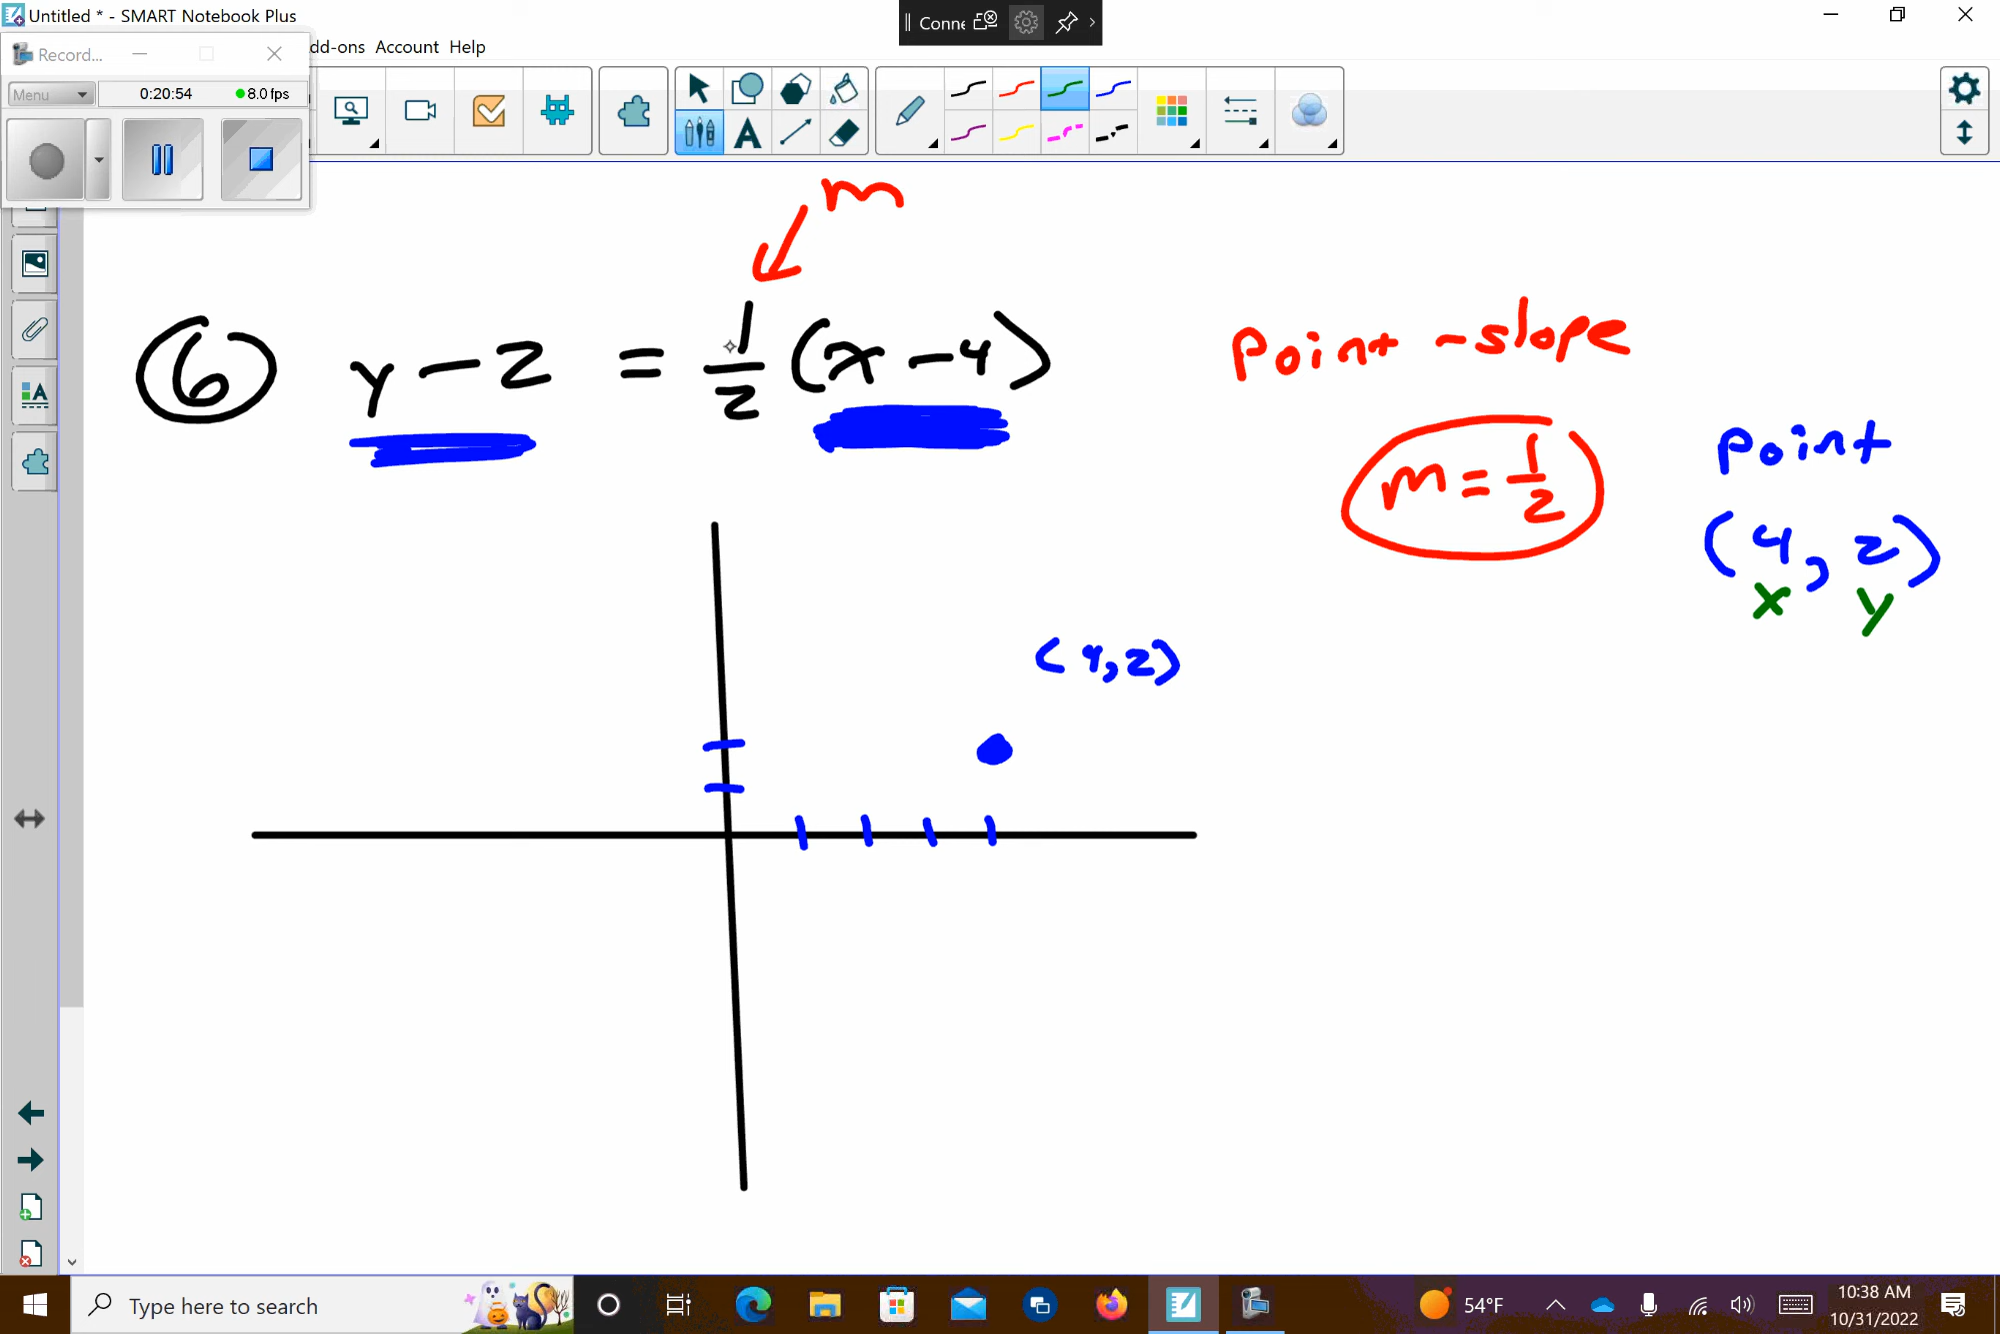 Untitled * - SMART Notebook Plus
Conne
Record...
dd-ons Account Help
Menu 0:20:54 8.0 fps
A
m
6 y - 2 = 1/2 (x - 4)
Point - slope
m = 1/2
Point
(4, 2)
x y
(4, 2)
A
Type here to search
54°F
10:38 AM
10/31/2022